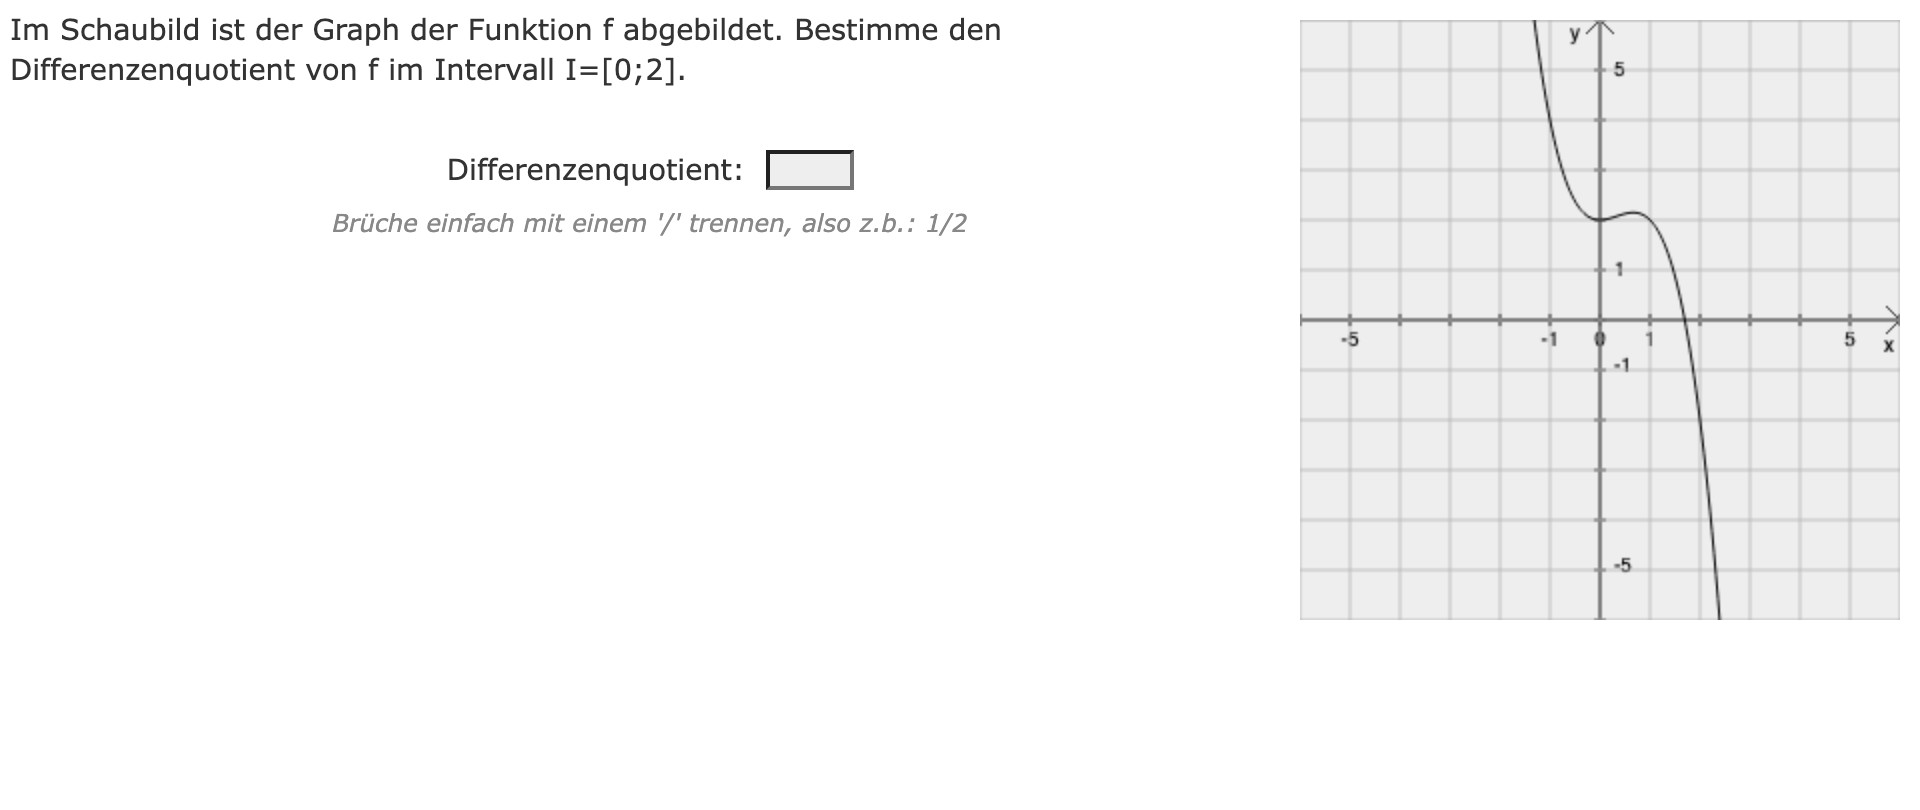 Im Schaubild ist der Graph der Funktion f abgebildet. Bestimme den
Differenzenquotient von f im Intervall I=[0;2].
Differenzenquotient:
Brüche einfach mit einem '/' trennen, also z.b.: 1/2
y
5
1
-5 -1 0 1 5 x
-1
-5